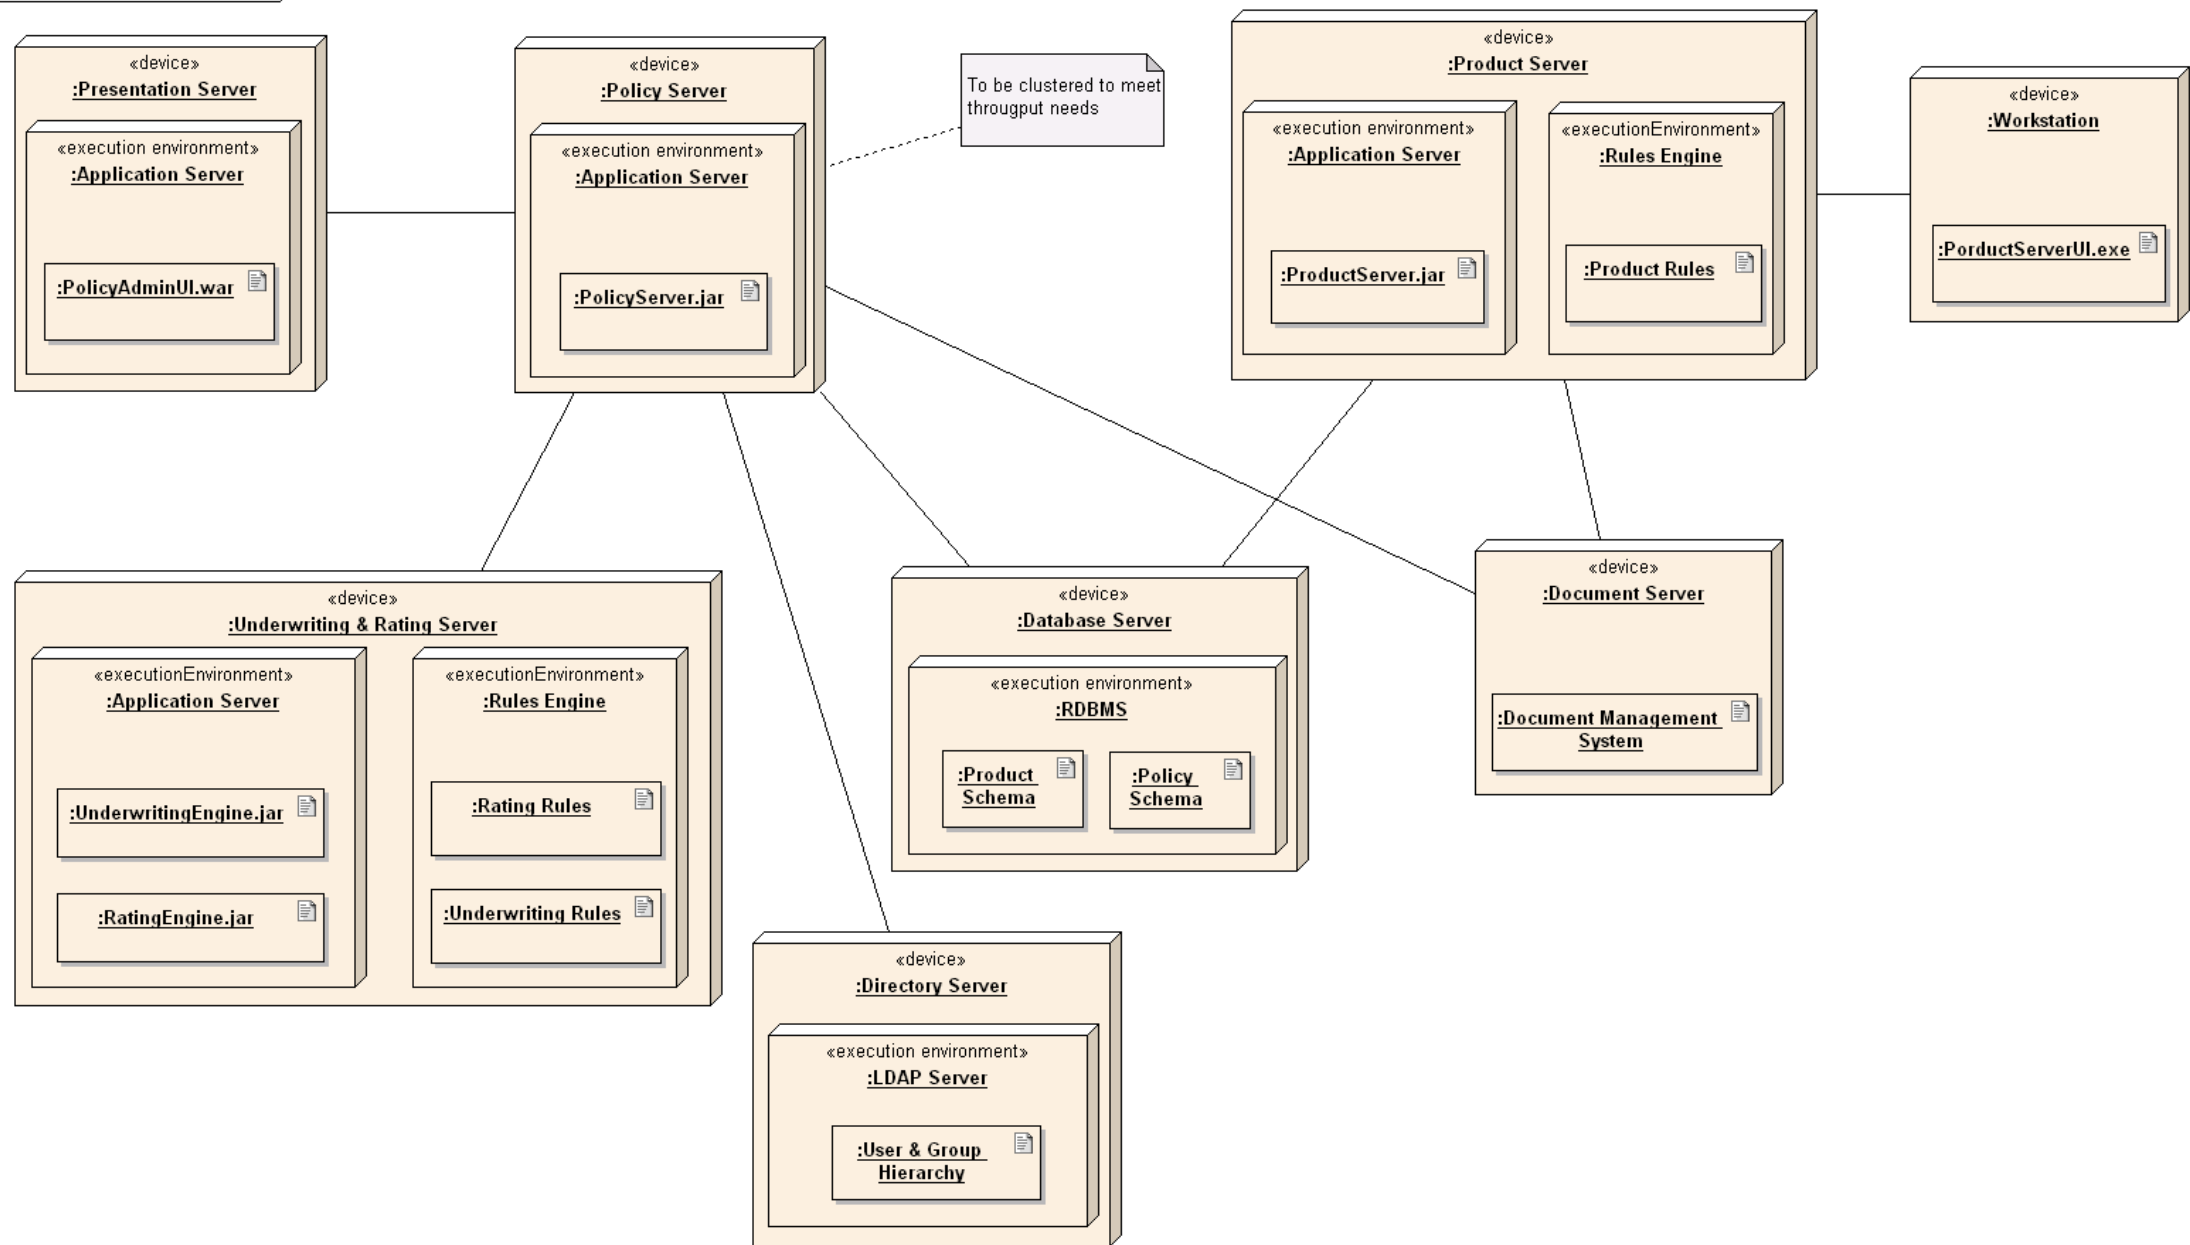 «device»
:Presentation Server
«execution environment»
:Application Server
:PolicyAdminUI.war
«device»
:Policy Server
«execution environment»
:Application Server
:PolicyServer.jar
To be clustered to meet
througput needs
«device»
:Product Server
«execution environment»
:Application Server
:ProductServer.jar
«executionEnvironment»
:Rules Engine
:Product Rules
«device»
:Workstation
:PorductServerUI.exe
«device»
:Underwriting & Rating Server
«executionEnvironment»
:Application Server
:UnderwritingEngine.jar
:RatingEngine.jar
«executionEnvironment»
:Rules Engine
:Rating Rules
:Underwriting Rules
«device»
:Database Server
«execution environment»
:RDBMS
:Product
Schema
:Policy
Schema
«device»
:Document Server
:Document Management
System
«device»
:Directory Server
«execution environment»
:LDAP Server
:User & Group
Hierarchy